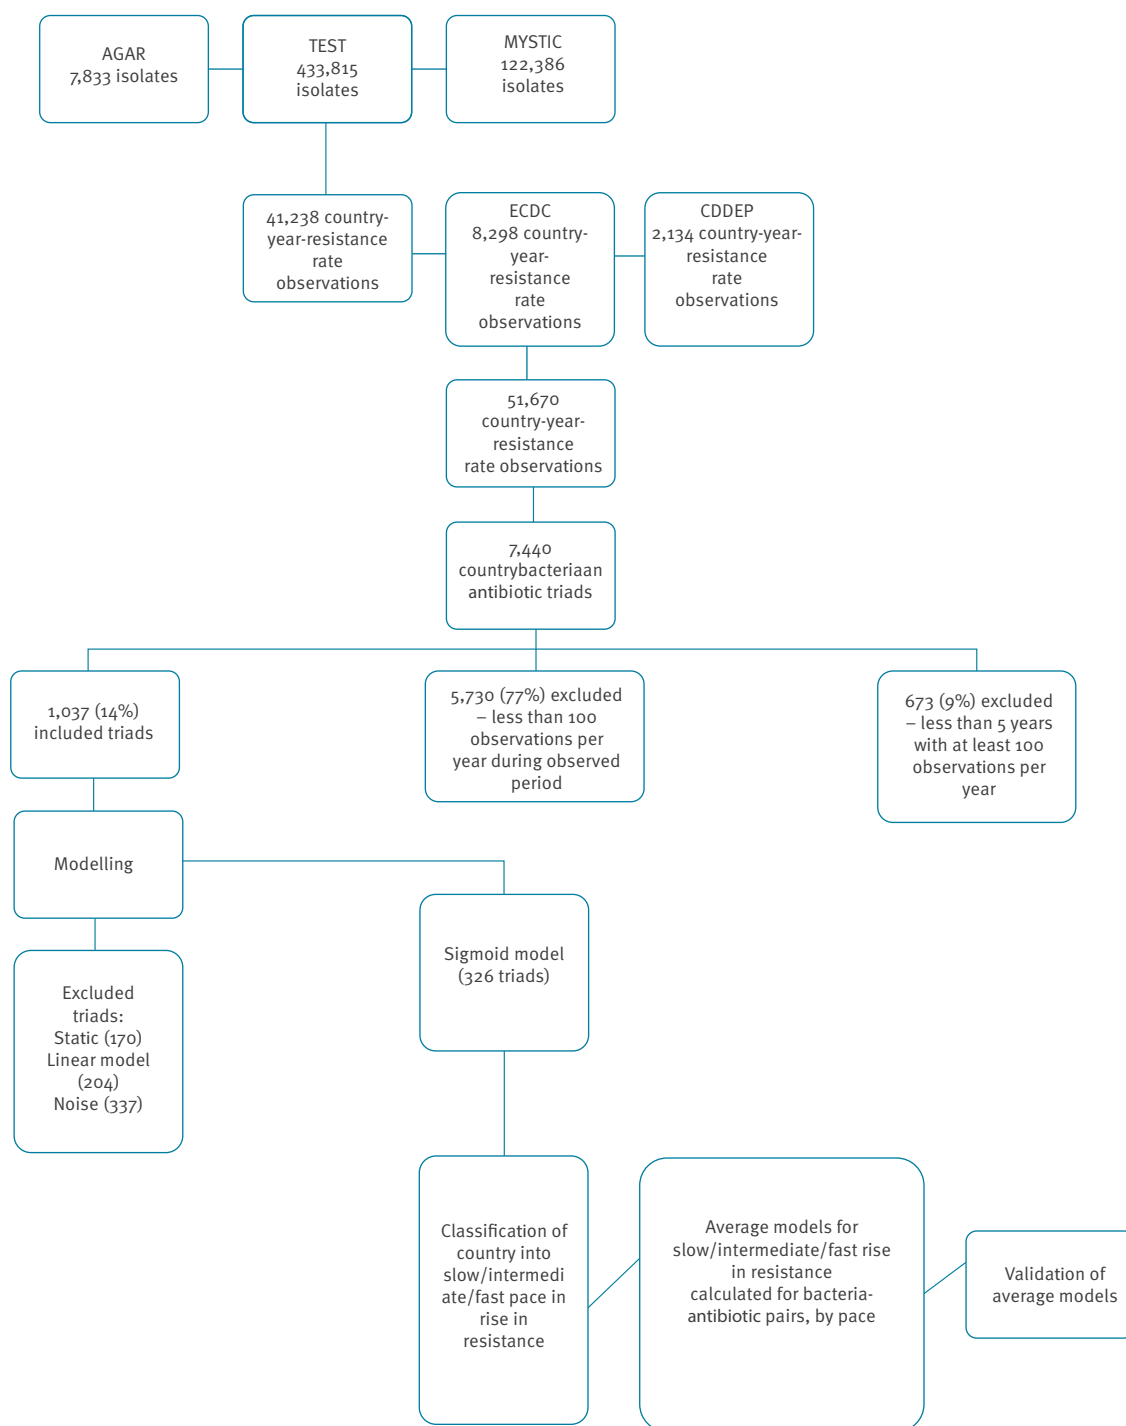 AGAR
7,833 isolates
TEST
433,815
isolates
MYSTIC
122,386
isolates
41,238 country-
year-resistance
rate
observations
ECDC
8,298 country-
year-
resistance
rate
observations
CDDEP
2,134 country-year-
resistance
rate
observations
51,670
country-year-
resistance
rate observations
7,440
countrybacteriaan
antibiotic triads
1,037 (14%)
included triads
5,730 (77%) excluded
– less than 100
observations per
year during observed
period
673 (9%) excluded
– less than 5 years
with at least 100
observations per
year
Modelling
Excluded
triads:
Static (170)
Linear model
(204)
Noise (337)
Sigmoid model
(326 triads)
Classification of
country into
slow/intermedi
ate/fast pace in
rise in
resistance
Average models for
slow/intermediate/fast rise
in resistance
calculated for bacteria-
antibiotic pairs, by pace
Validation of
average models